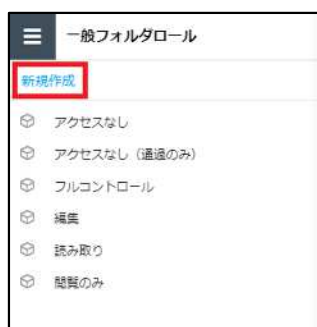 一般フォルダロール
新規作成
アクセスなし
アクセスなし（通過のみ）
フルコントロール
編集
読み取り
閲覧のみ